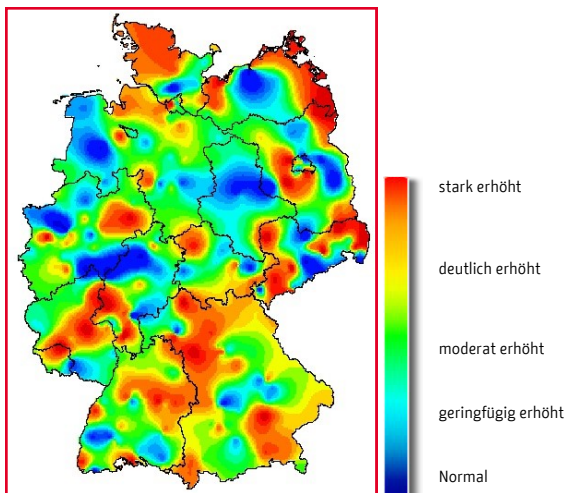 stark erhöht
deutlich erhöht
moderat erhöht
geringfügig erhöht
Normal